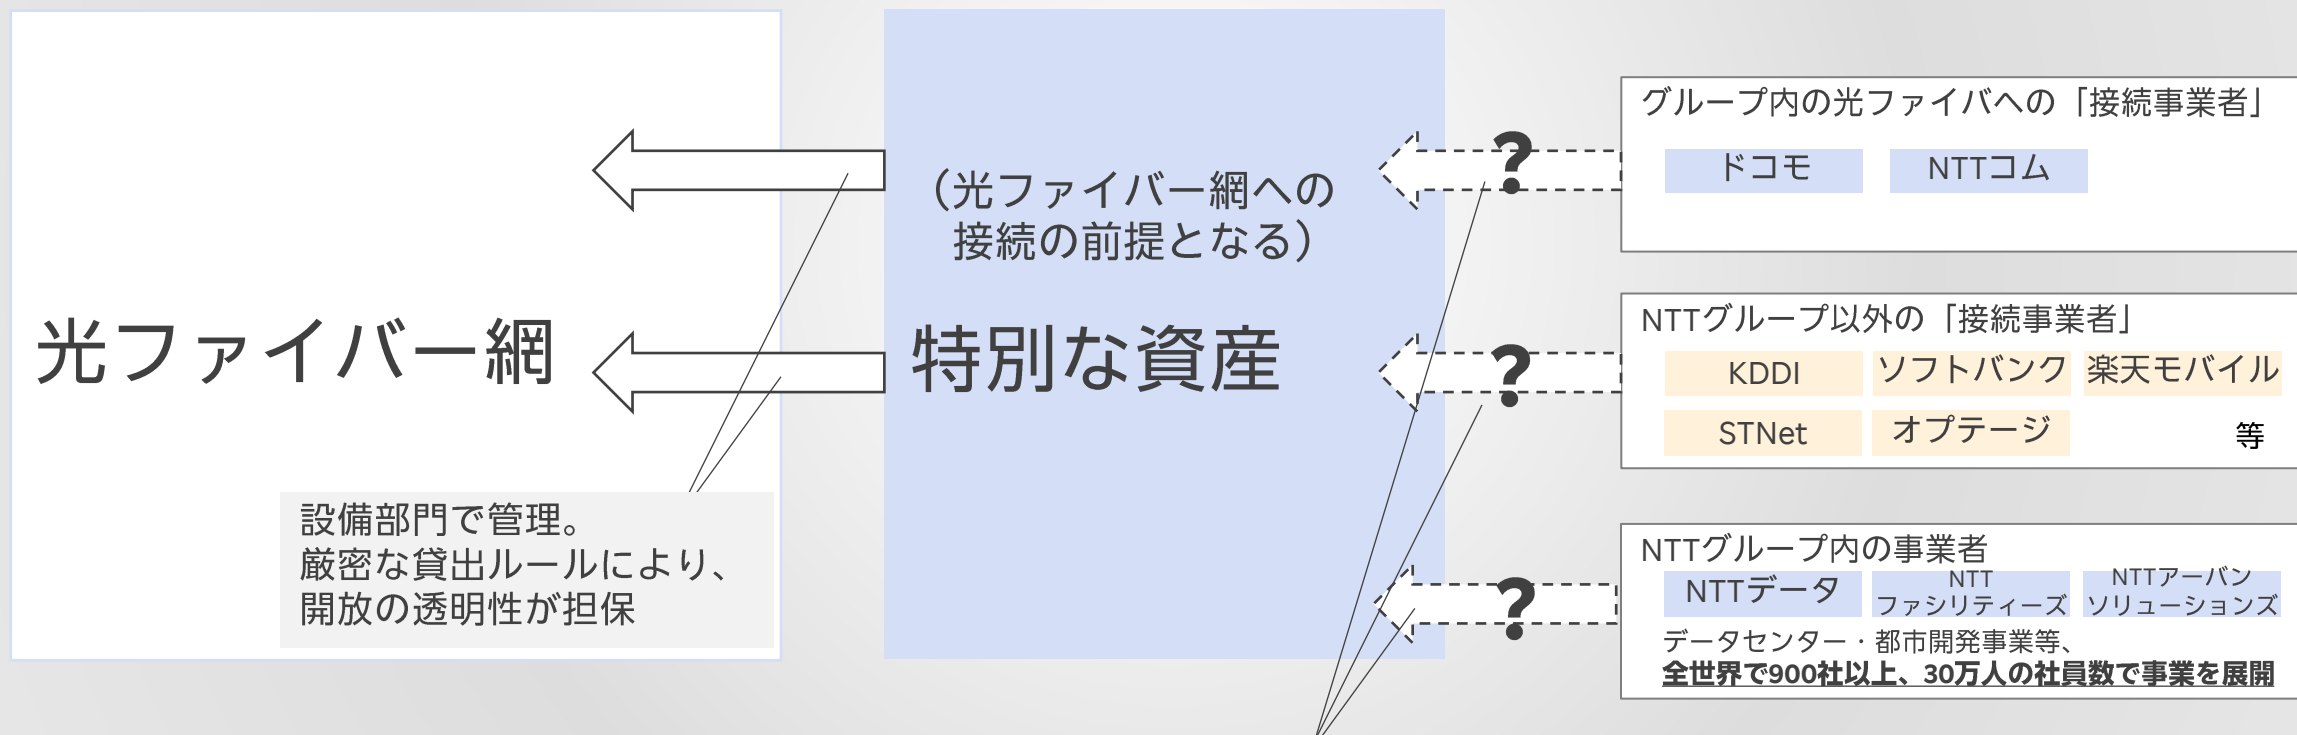 光ファイバー網
設備部門で管理。
厳密な貸出ルールにより、
開放の透明性が担保
（光ファイバー網への
接続の前提となる）
特別な資産
?
?
?
グループ内の光ファイバへの「接続事業者」
ドコモ
NTTコム
NTTグループ以外の「接続事業者」
KDDI
ソフトバンク
楽天モバイル
STNet
オプテージ
等
NTTグループ内の事業者
NTTデータ
NTT
ファシリティーズ
NTTアーバン
ソリューションズ
データセンター・都市開発事業等、
全世界で900社以上、30万人の社員数で事業を展開